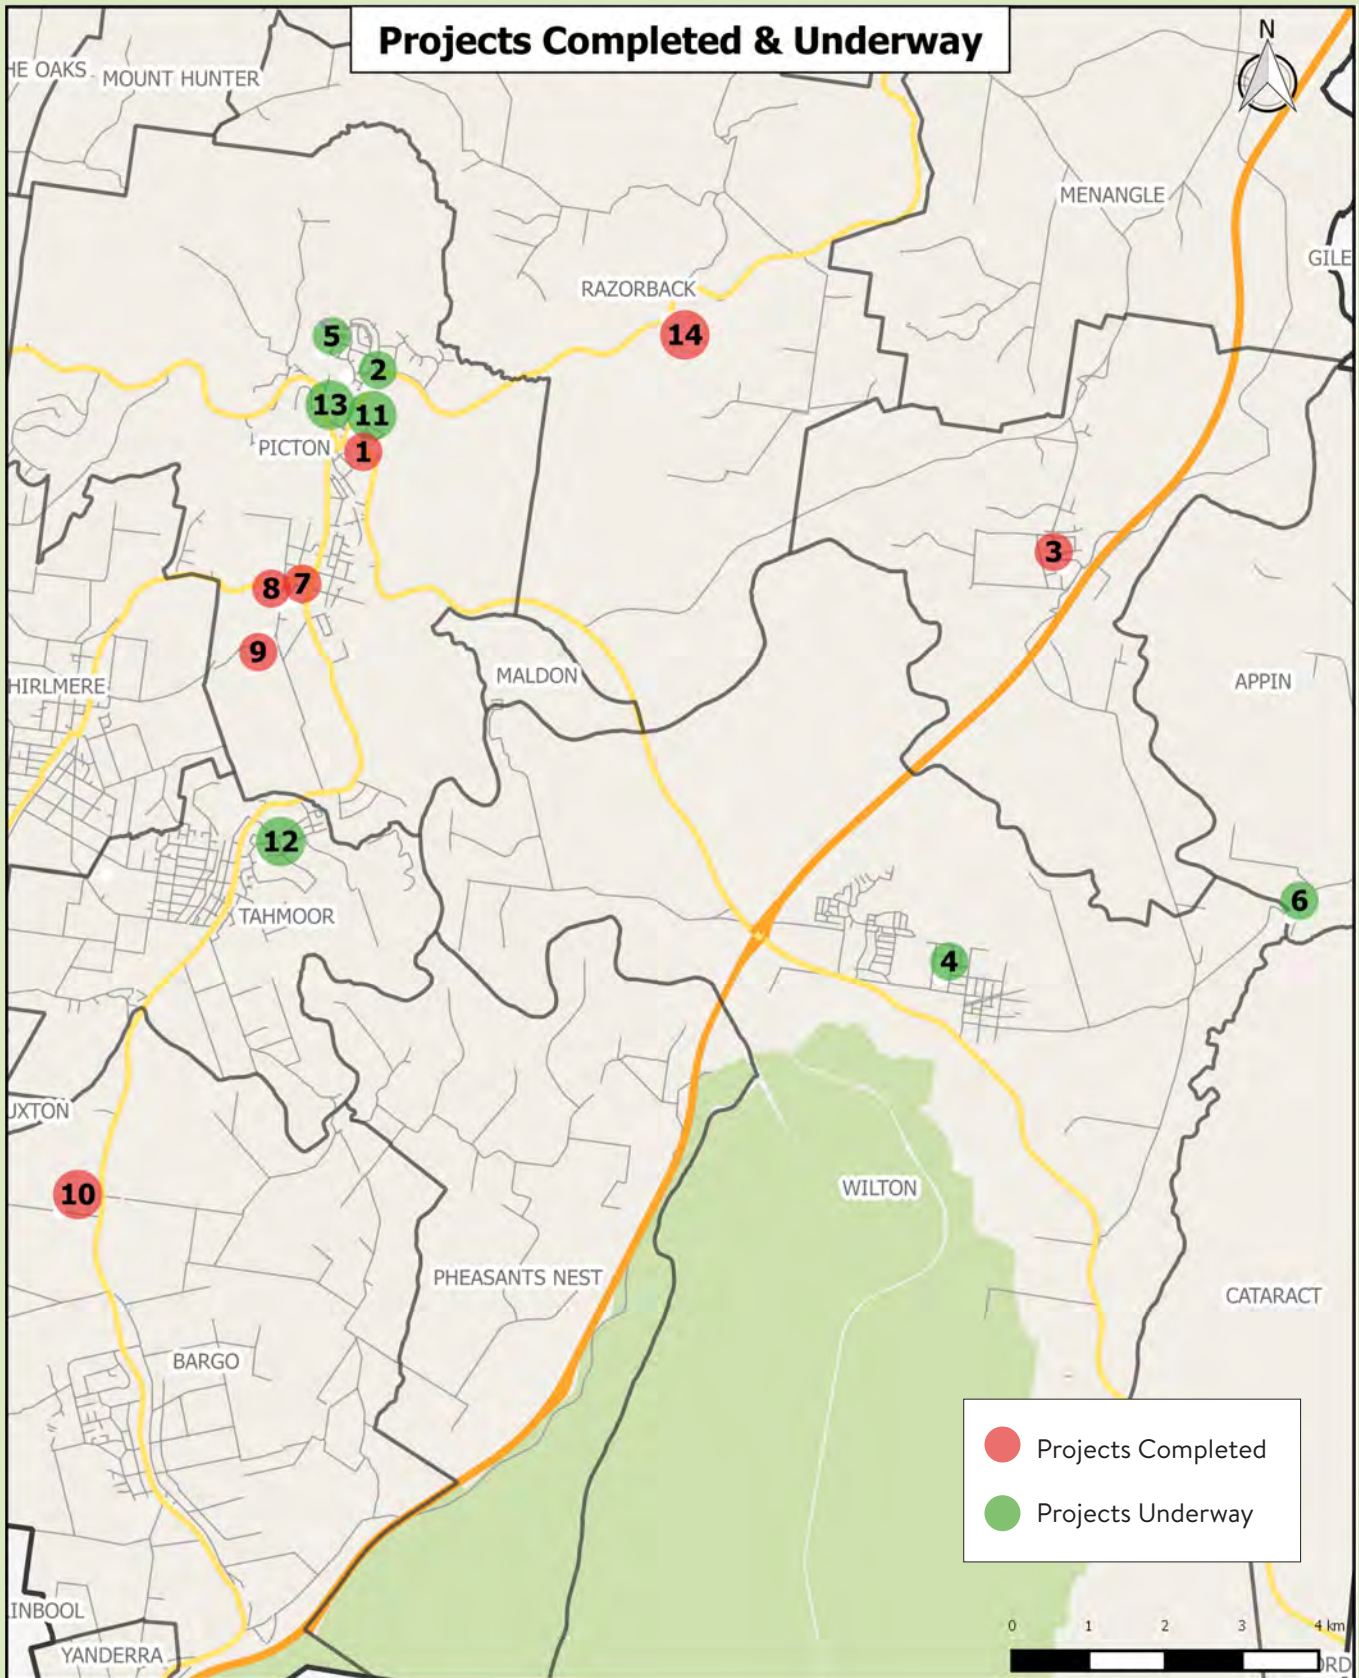 Projects Completed & Underway
N
HE OAKS
MOUNT HUNTER
MENANGLE
GILE
RAZORBACK
14
5
2
13
11
PICTON
1
3
8
7
9
MALDON
HIRLMERE
APPIN
12
6
TAHMOOR
4
UXTON
WILTON
10
PHEASANTS NEST
CATARACT
BARGO
Projects Completed
Projects Underway
INBOOL
0 1 2 3 4 km
YANDERRA
ORD